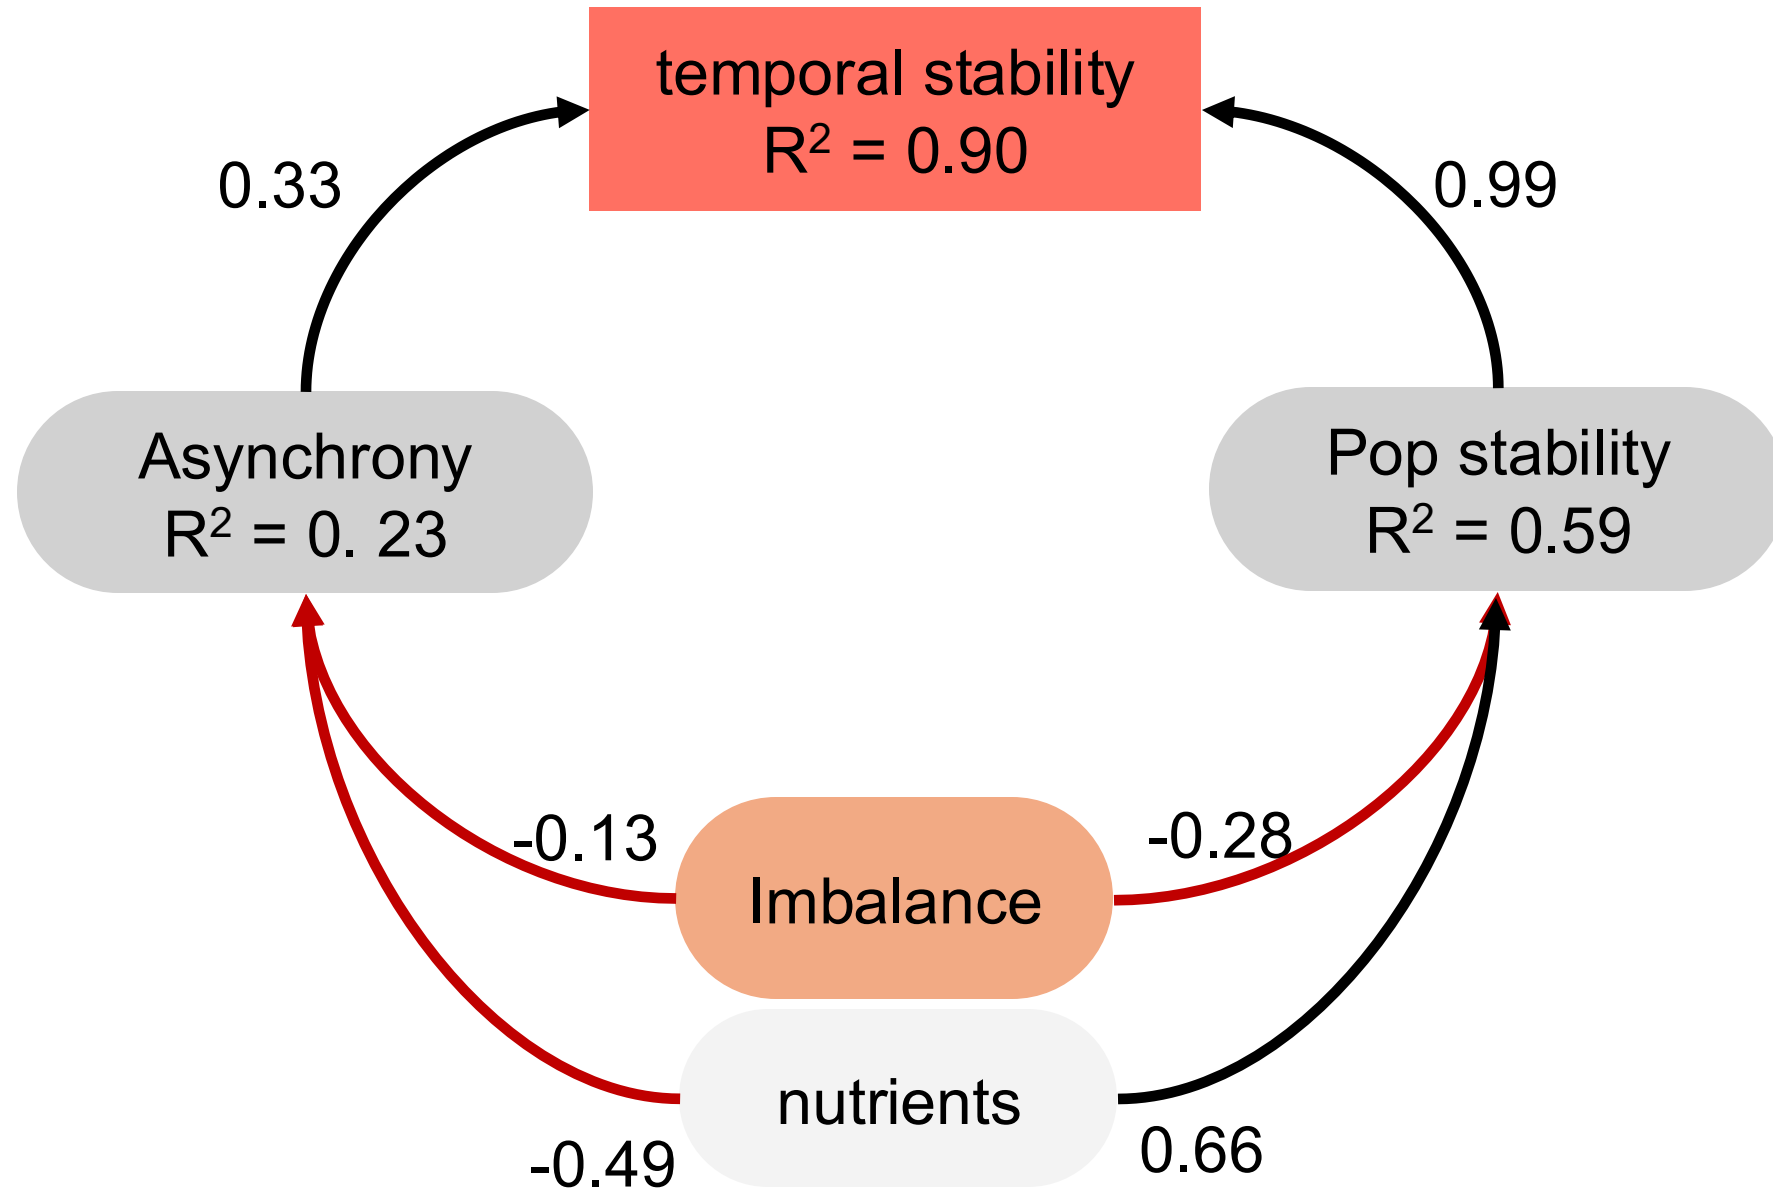 temporal stability
R² = 0.90
0.33
0.99
Asynchrony
R² = 0. 23
Pop stability
R² = 0.59
-0.13
-0.28
Imbalance
nutrients
-0.49
0.66